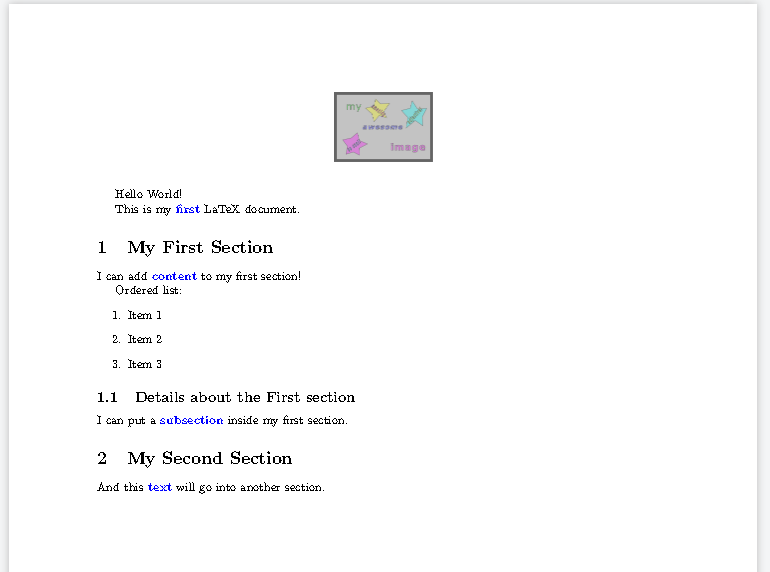 my
awesome
Image
Hello World!
This is my first LaTeX document.
1 My First Section
I can add content to my first section!
Ordered list:
1. Item 1
2. Item 2
3. Item 3
1.1 Details about the First section
I can put a subsection inside my first section.
2 My Second Section
And this text will go into another section.